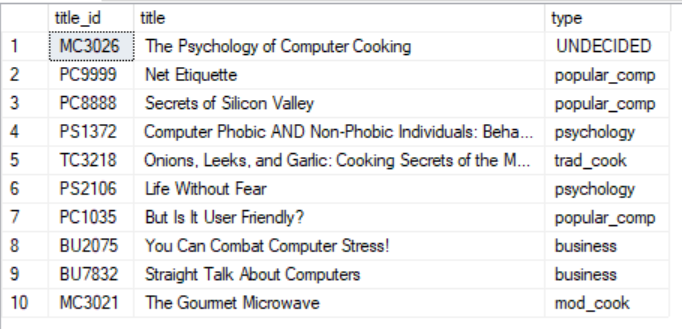 title_id title type
1 MC3026 The Psychology of Computer Cooking UNDECIDED
2 PC9999 Net Etiquette popular_comp
3 PC8888 Secrets of Silicon Valley popular_comp
4 PS1372 Computer Phobic AND Non-Phobic Individuals: Beha... psychology
5 TC3218 Onions, Leeks, and Garlic: Cooking Secrets of the M... trad_cook
6 PS2106 Life Without Fear psychology
7 PC1035 But Is It User Friendly? popular_comp
8 BU2075 You Can Combat Computer Stress! business
9 BU7832 Straight Talk About Computers business
10 MC3021 The Gourmet Microwave mod_cook